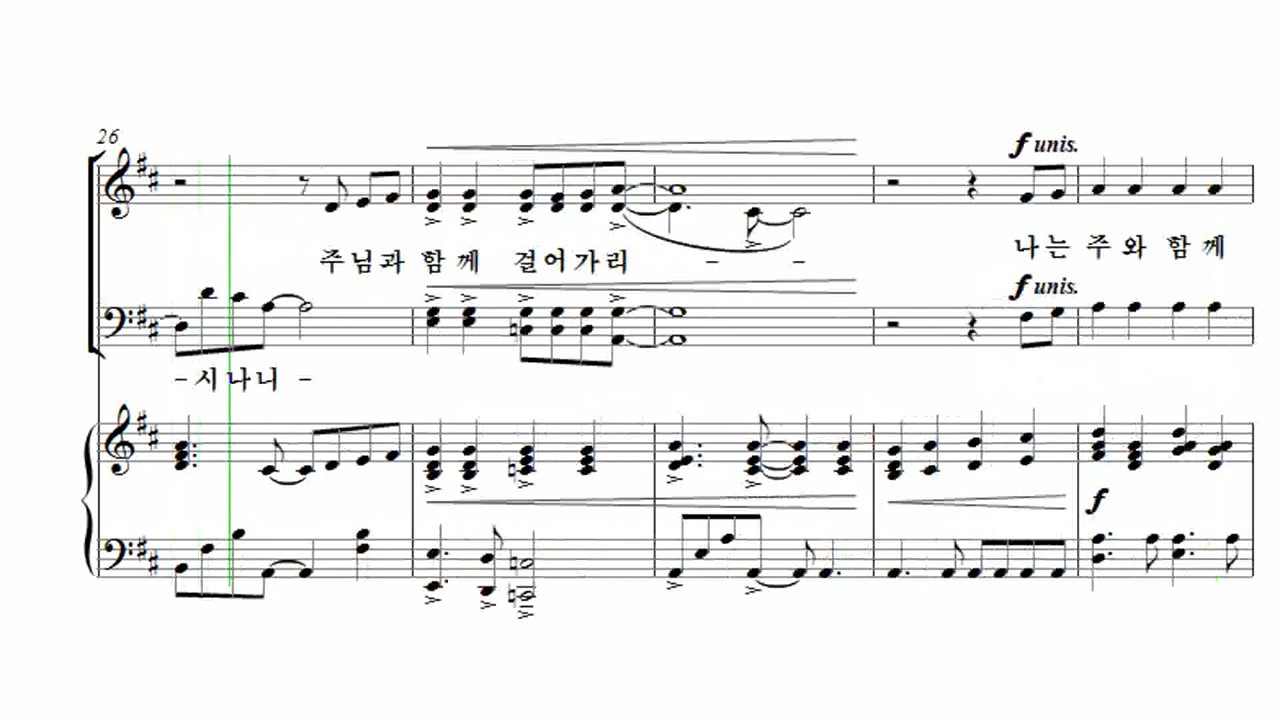 26
f unis.
주님과 함께 걸어가리 - -
나는 주와 함께
f unis.
- 시나니 -
f